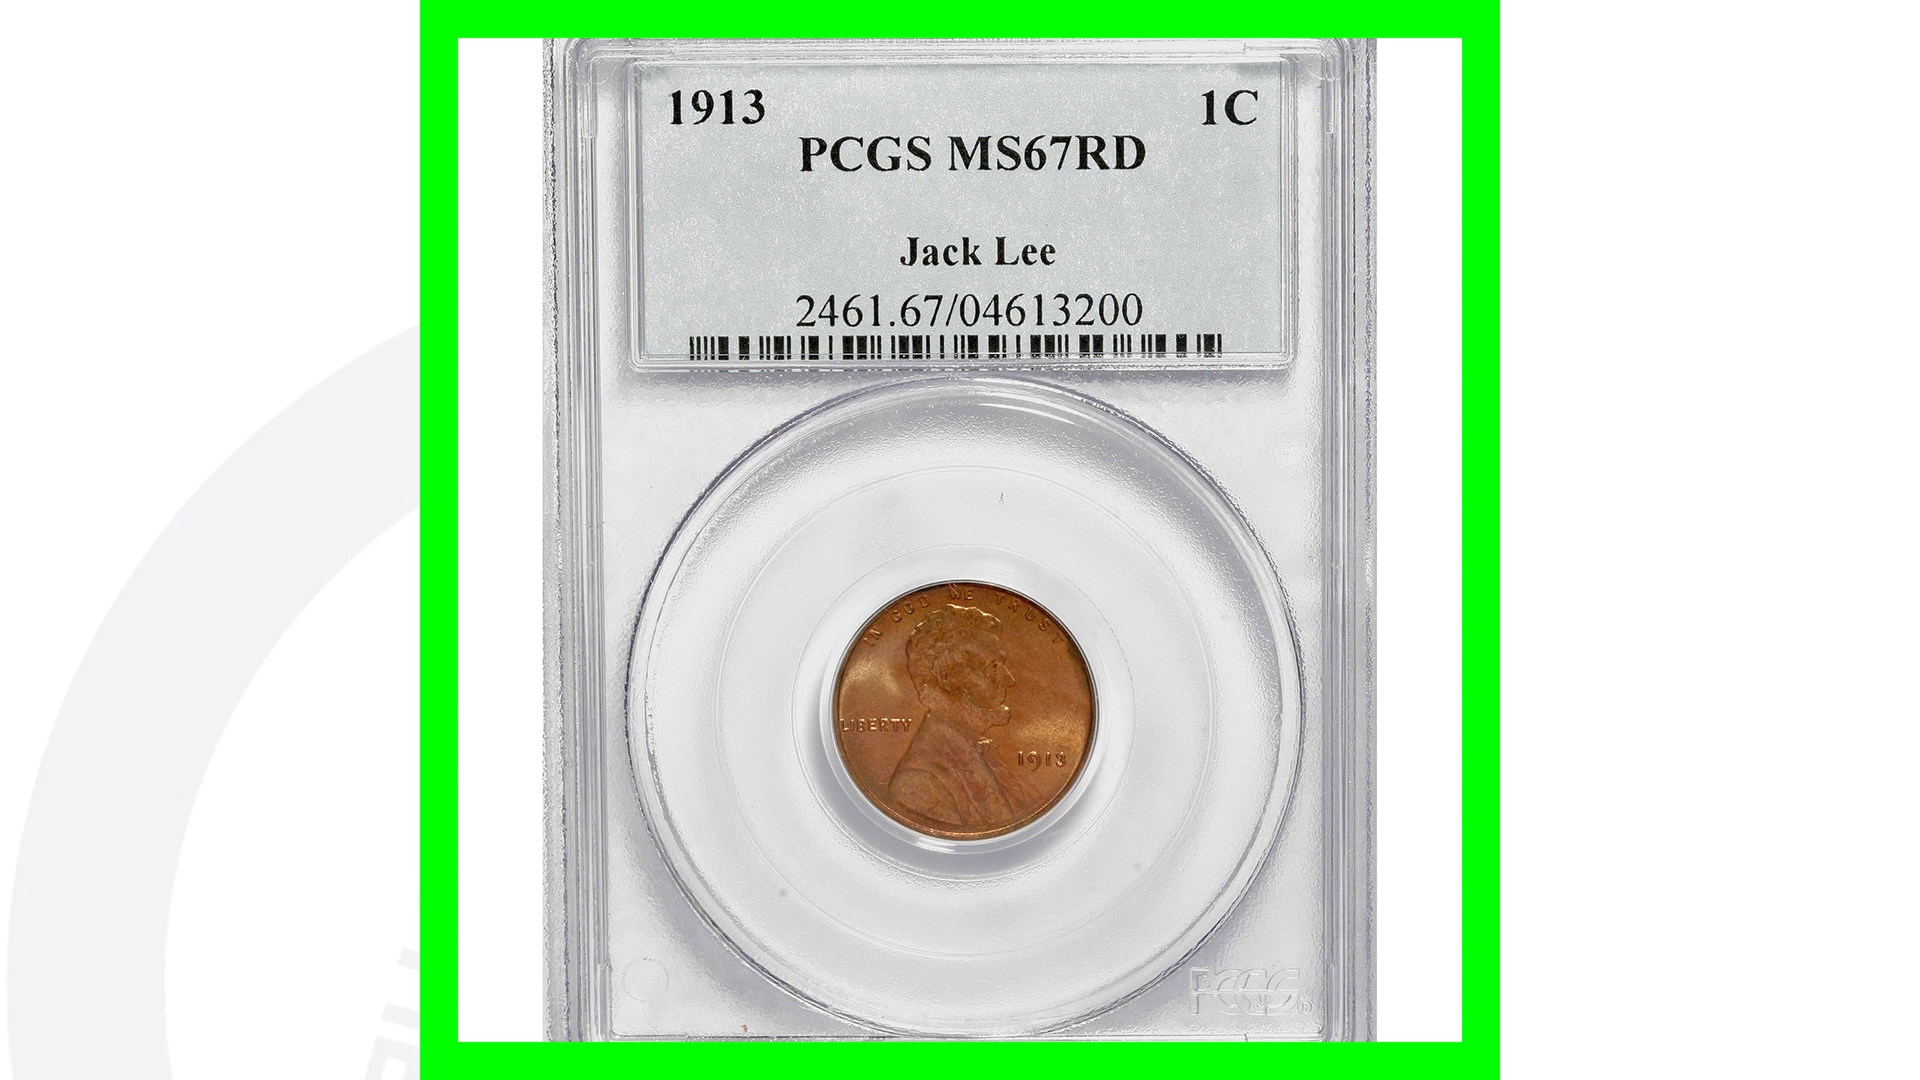 1913 1C
PCGS MS67RD
Jack Lee
2461.67/04613200
IN GOD WE TRUST
LIBERTY
1913
PCGS